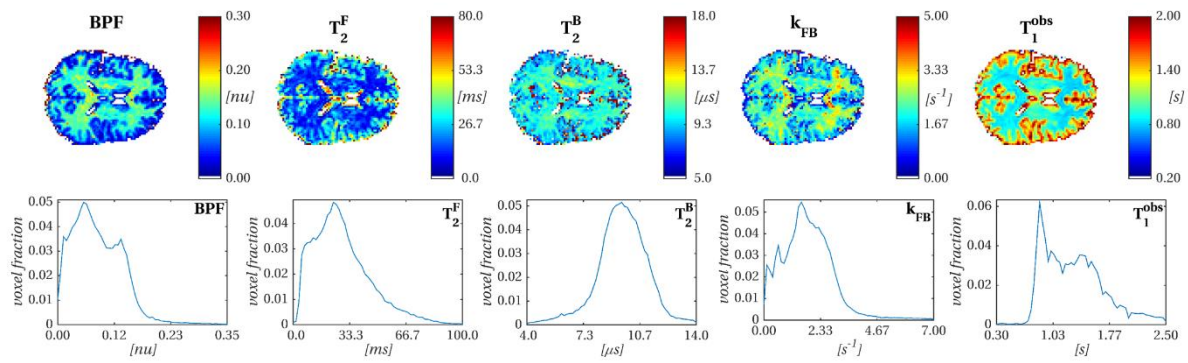 BPF
0.30
0.20
0.10
0.00
[nu]
T₂ᶠ
80.0
53.3
26.7
0.0
[ms]
T₂ᴮ
18.0
13.7
9.3
5.0
[μs]
k_FB
5.00
3.33
1.67
0.00
[s⁻¹]
T₁ᵒᵇˢ
2.00
1.40
0.80
0.20
[s]
BPF
voxel fraction
0.05
0.04
0.03
0.02
0.01
0
0.00 0.12 0.23 0.35
[nu]
T₂ᶠ
voxel fraction
0.04
0.03
0.02
0.01
0
0.0 33.3 66.7 100.0
[ms]
T₂ᴮ
voxel fraction
0.05
0.04
0.03
0.02
0.01
0
4.0 7.3 10.7 14.0
[μs]
k_FB
voxel fraction
0.05
0.04
0.03
0.02
0.01
0
0.00 2.33 4.67 7.00
[s⁻¹]
T₁ᵒᵇˢ
voxel fraction
0.06
0.04
0.02
0
0.30 1.03 1.77 2.50
[s]